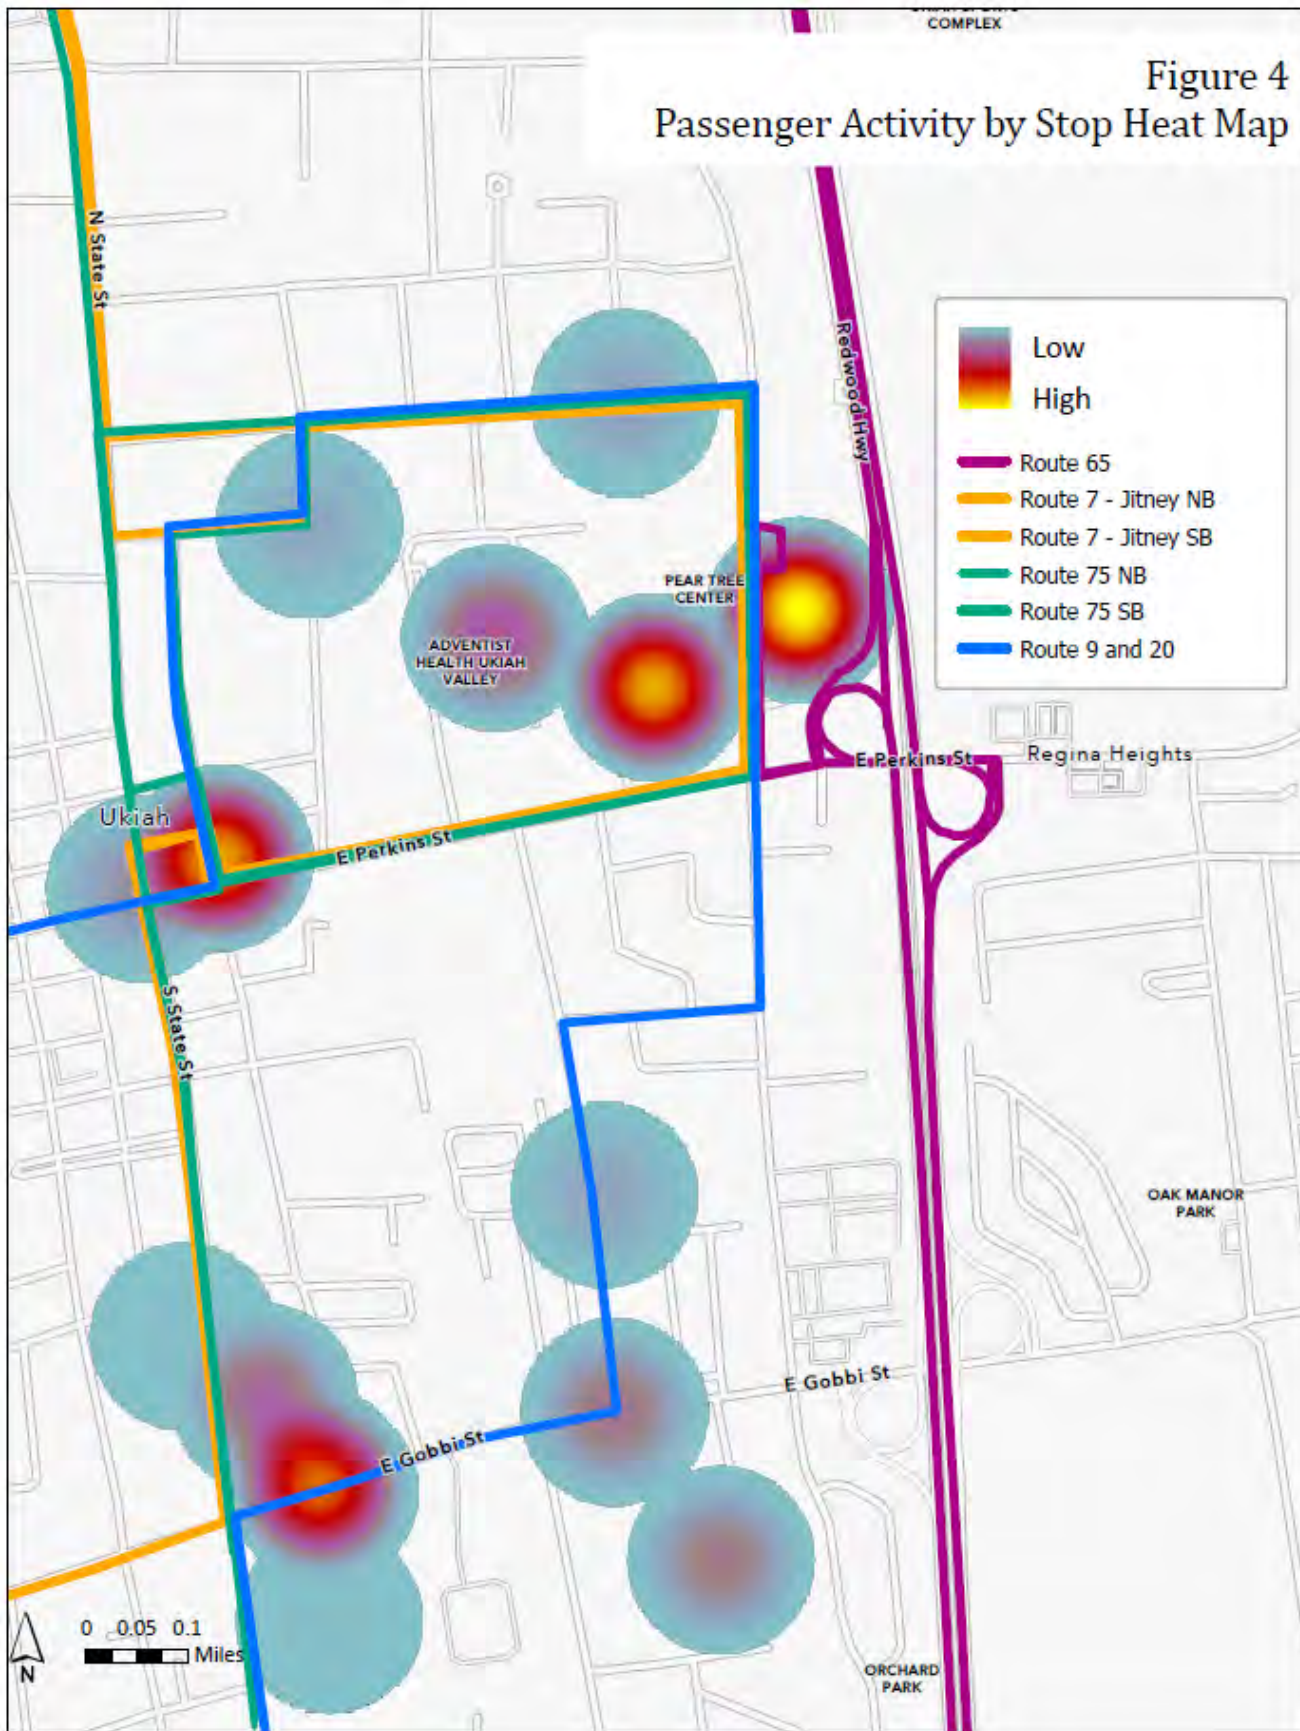 COMPLEX
Figure 4
Passenger Activity by Stop Heat Map
N State St
Redwood Hwy
Low
High
Route 65
Route 7 - Jitney NB
Route 7 - Jitney SB
Route 75 NB
Route 75 SB
Route 9 and 20
PEAR TREE
CENTER
ADVENTIST
HEALTH UKIAH
VALLEY
E Perkins St
Regina Heights
Ukiah
E Perkins St
S State St
OAK MANOR
PARK
E Gobbi St
E Gobbi St
0 0.05 0.1
Miles
N
ORCHARD
PARK